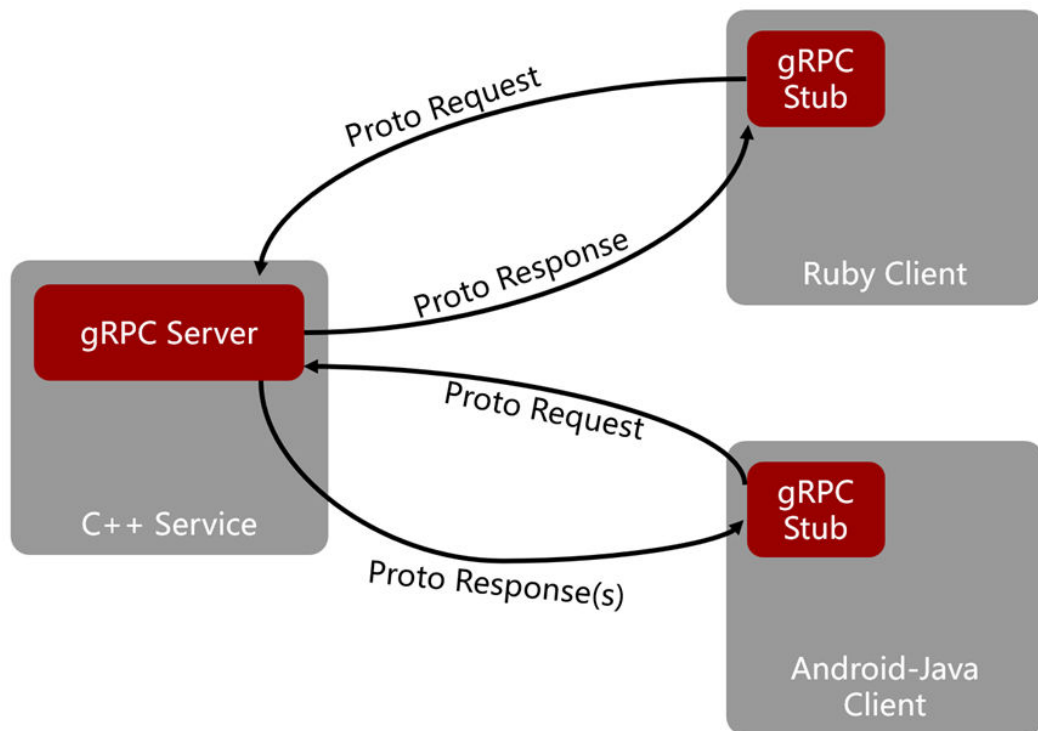 gRPC
Stub
Proto Request
Proto Response
Ruby Client
gRPC Server
Proto Request
gRPC
Stub
C++ Service
Proto Response(s)
Android-Java
Client